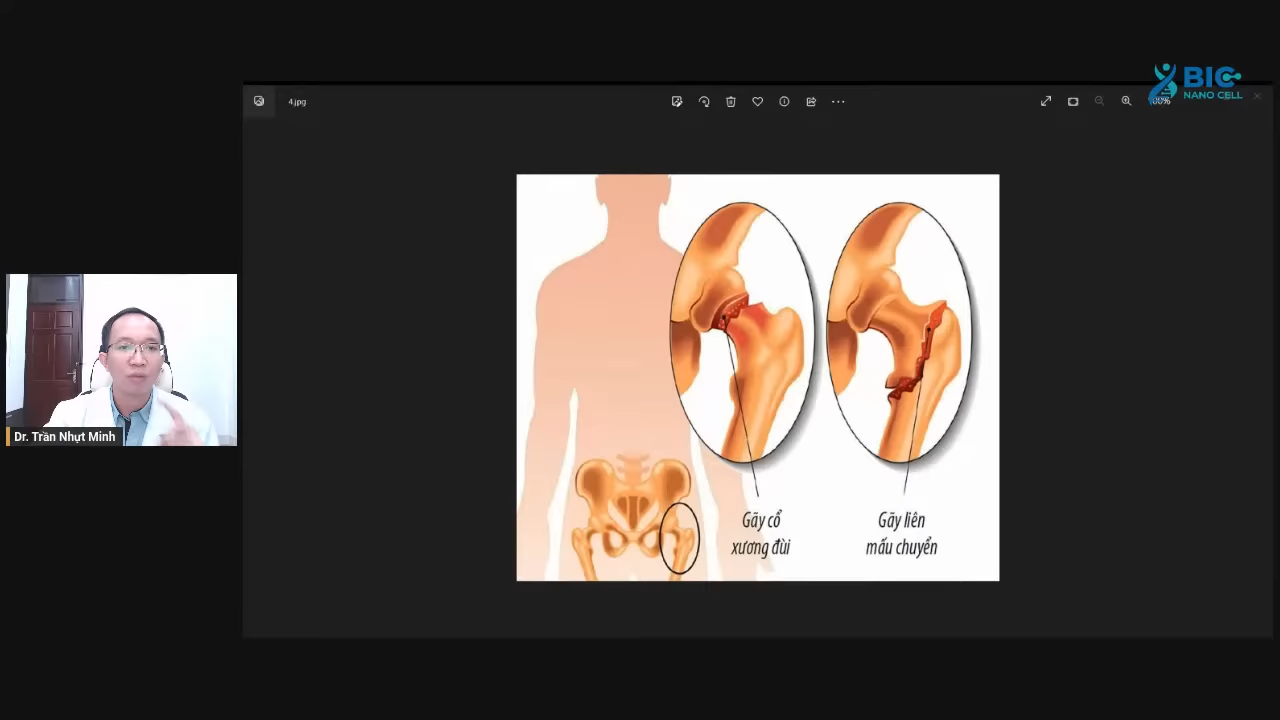 BIC
NANO CELL
4.jpg
Gãy cổ
xương đùi
Gãy liên
mấu chuyển
Dr. Trần Nhựt Minh